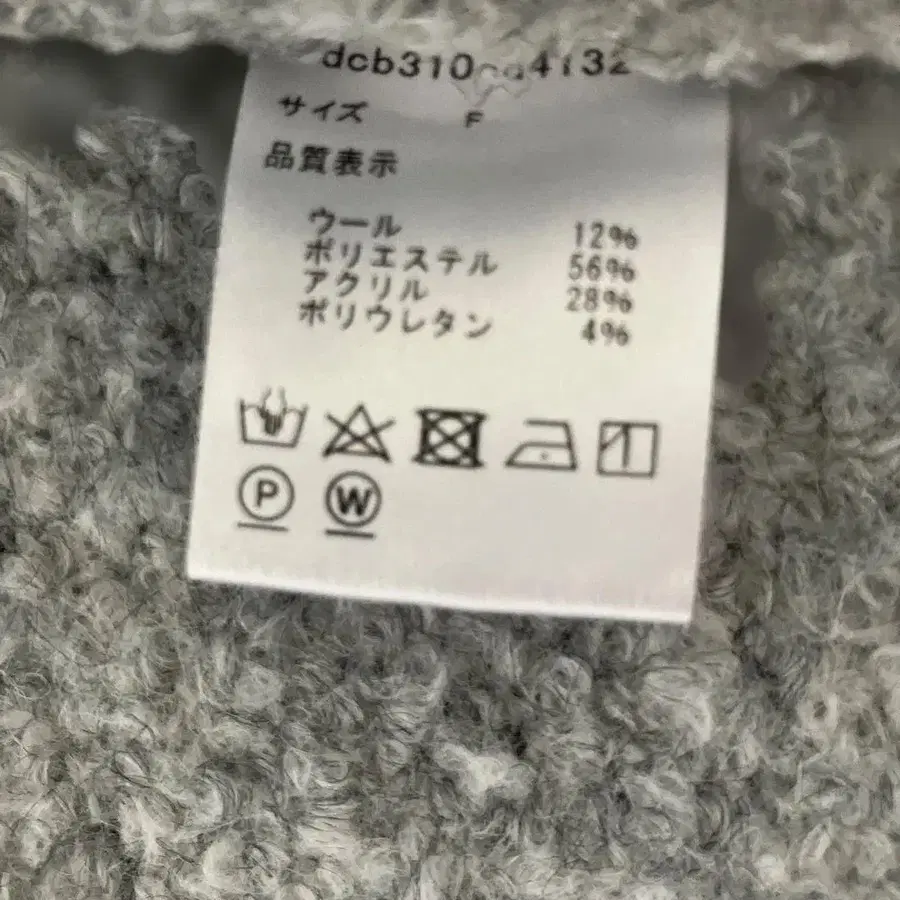 サイズ F
品質表示
ウール 12%
ポリエステル 56%
アクリル 28%
ポリウレタン 4%
P W